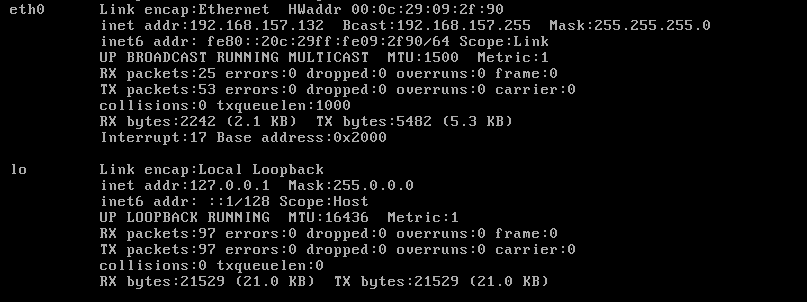 eth0      Link encap:Ethernet  HWaddr 00:0c:29:09:2f:90
          inet addr:192.168.157.132  Bcast:192.168.157.255  Mask:255.255.255.0
          inet6 addr: fe80::20c:29ff:fe09:2f90/64 Scope:Link
          UP BROADCAST RUNNING MULTICAST  MTU:1500  Metric:1
          RX packets:25 errors:0 dropped:0 overruns:0 frame:0
          TX packets:53 errors:0 dropped:0 overruns:0 carrier:0
          collisions:0 txqueuelen:1000
          RX bytes:2242 (2.1 KB)  TX bytes:5482 (5.3 KB)
          Interrupt:17 Base address:0x2000

lo        Link encap:Local Loopback
          inet addr:127.0.0.1  Mask:255.0.0.0
          inet6 addr: ::1/128 Scope:Host
          UP LOOPBACK RUNNING  MTU:16436  Metric:1
          RX packets:97 errors:0 dropped:0 overruns:0 frame:0
          TX packets:97 errors:0 dropped:0 overruns:0 carrier:0
          collisions:0 txqueuelen:0
          RX bytes:21529 (21.0 KB)  TX bytes:21529 (21.0 KB)